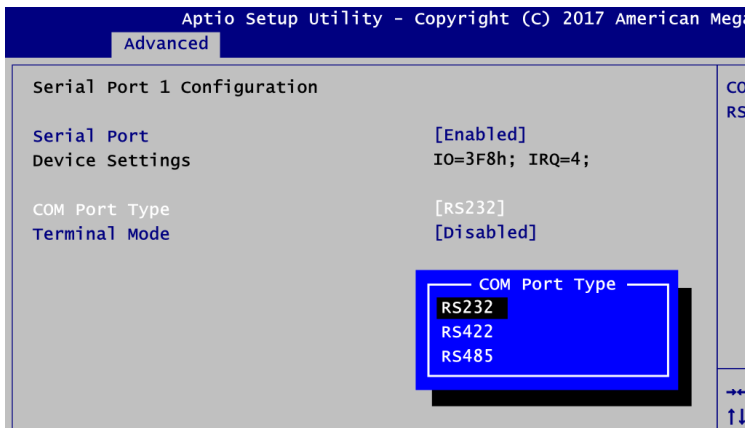 Aptio Setup Utility – Copyright (C) 2017 American
Advanced
Serial Port 1 Configuration
Serial Port [Enabled]
Device Settings IO=3F8h; IRQ=4;
COM Port Type [RS232]
Terminal Mode [Disabled]
COM Port Type
RS232
RS422
RS485